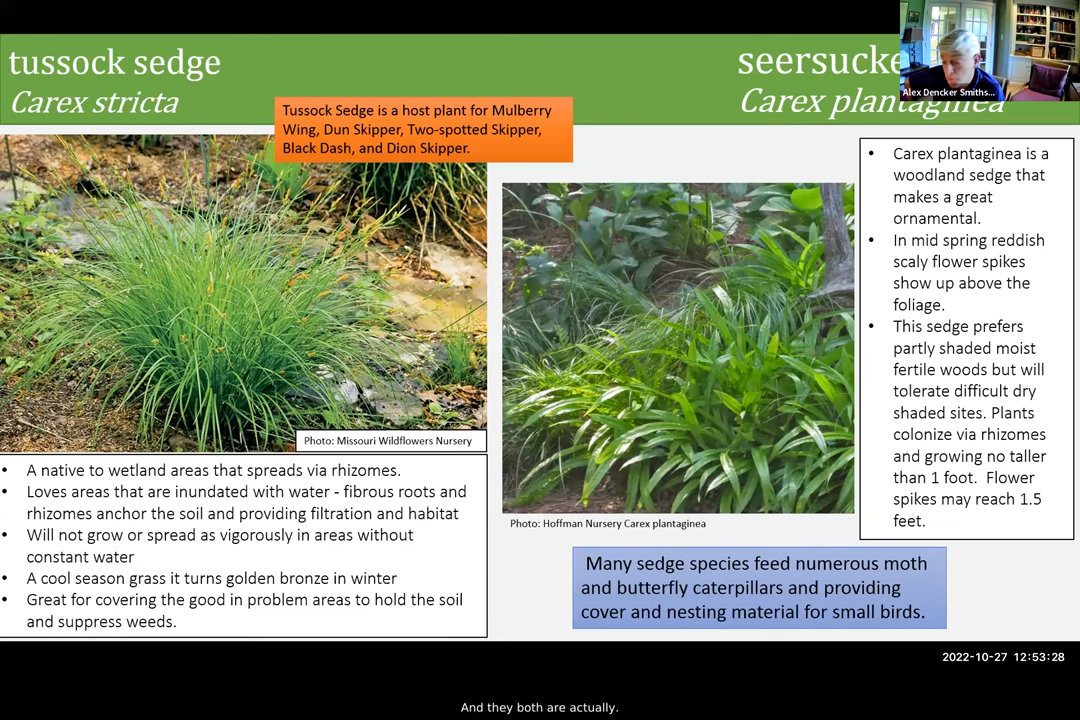 tussock sedge
Carex stricta
seersucke
Carex plantaginea
Alex Dencker Smiths...
Tussock Sedge is a host plant for Mulberry
Wing, Dun Skipper, Two-spotted Skipper,
Black Dash, and Dion Skipper.
Photo: Missouri Wildflowers Nursery
• A native to wetland areas that spreads via rhizomes.
• Loves areas that are inundated with water - fibrous roots and
rhizomes anchor the soil and providing filtration and habitat
• Will not grow or spread as vigorously in areas without
constant water
• A cool season grass it turns golden bronze in winter
• Great for covering the good in problem areas to hold the soil
and suppress weeds.
Photo: Hoffman Nursery Carex plantaginea
• Carex plantaginea is a
woodland sedge that
makes a great
ornamental.
• In mid spring reddish
scaly flower spikes
show up above the
foliage.
• This sedge prefers
partly shaded moist
fertile woods but will
tolerate difficult dry
shaded sites. Plants
colonize via rhizomes
and growing no taller
than 1 foot. Flower
spikes may reach 1.5
feet.
Many sedge species feed numerous moth
and butterfly caterpillars and providing
cover and nesting material for small birds.
2022-10-27 12:53:28
And they both are actually.